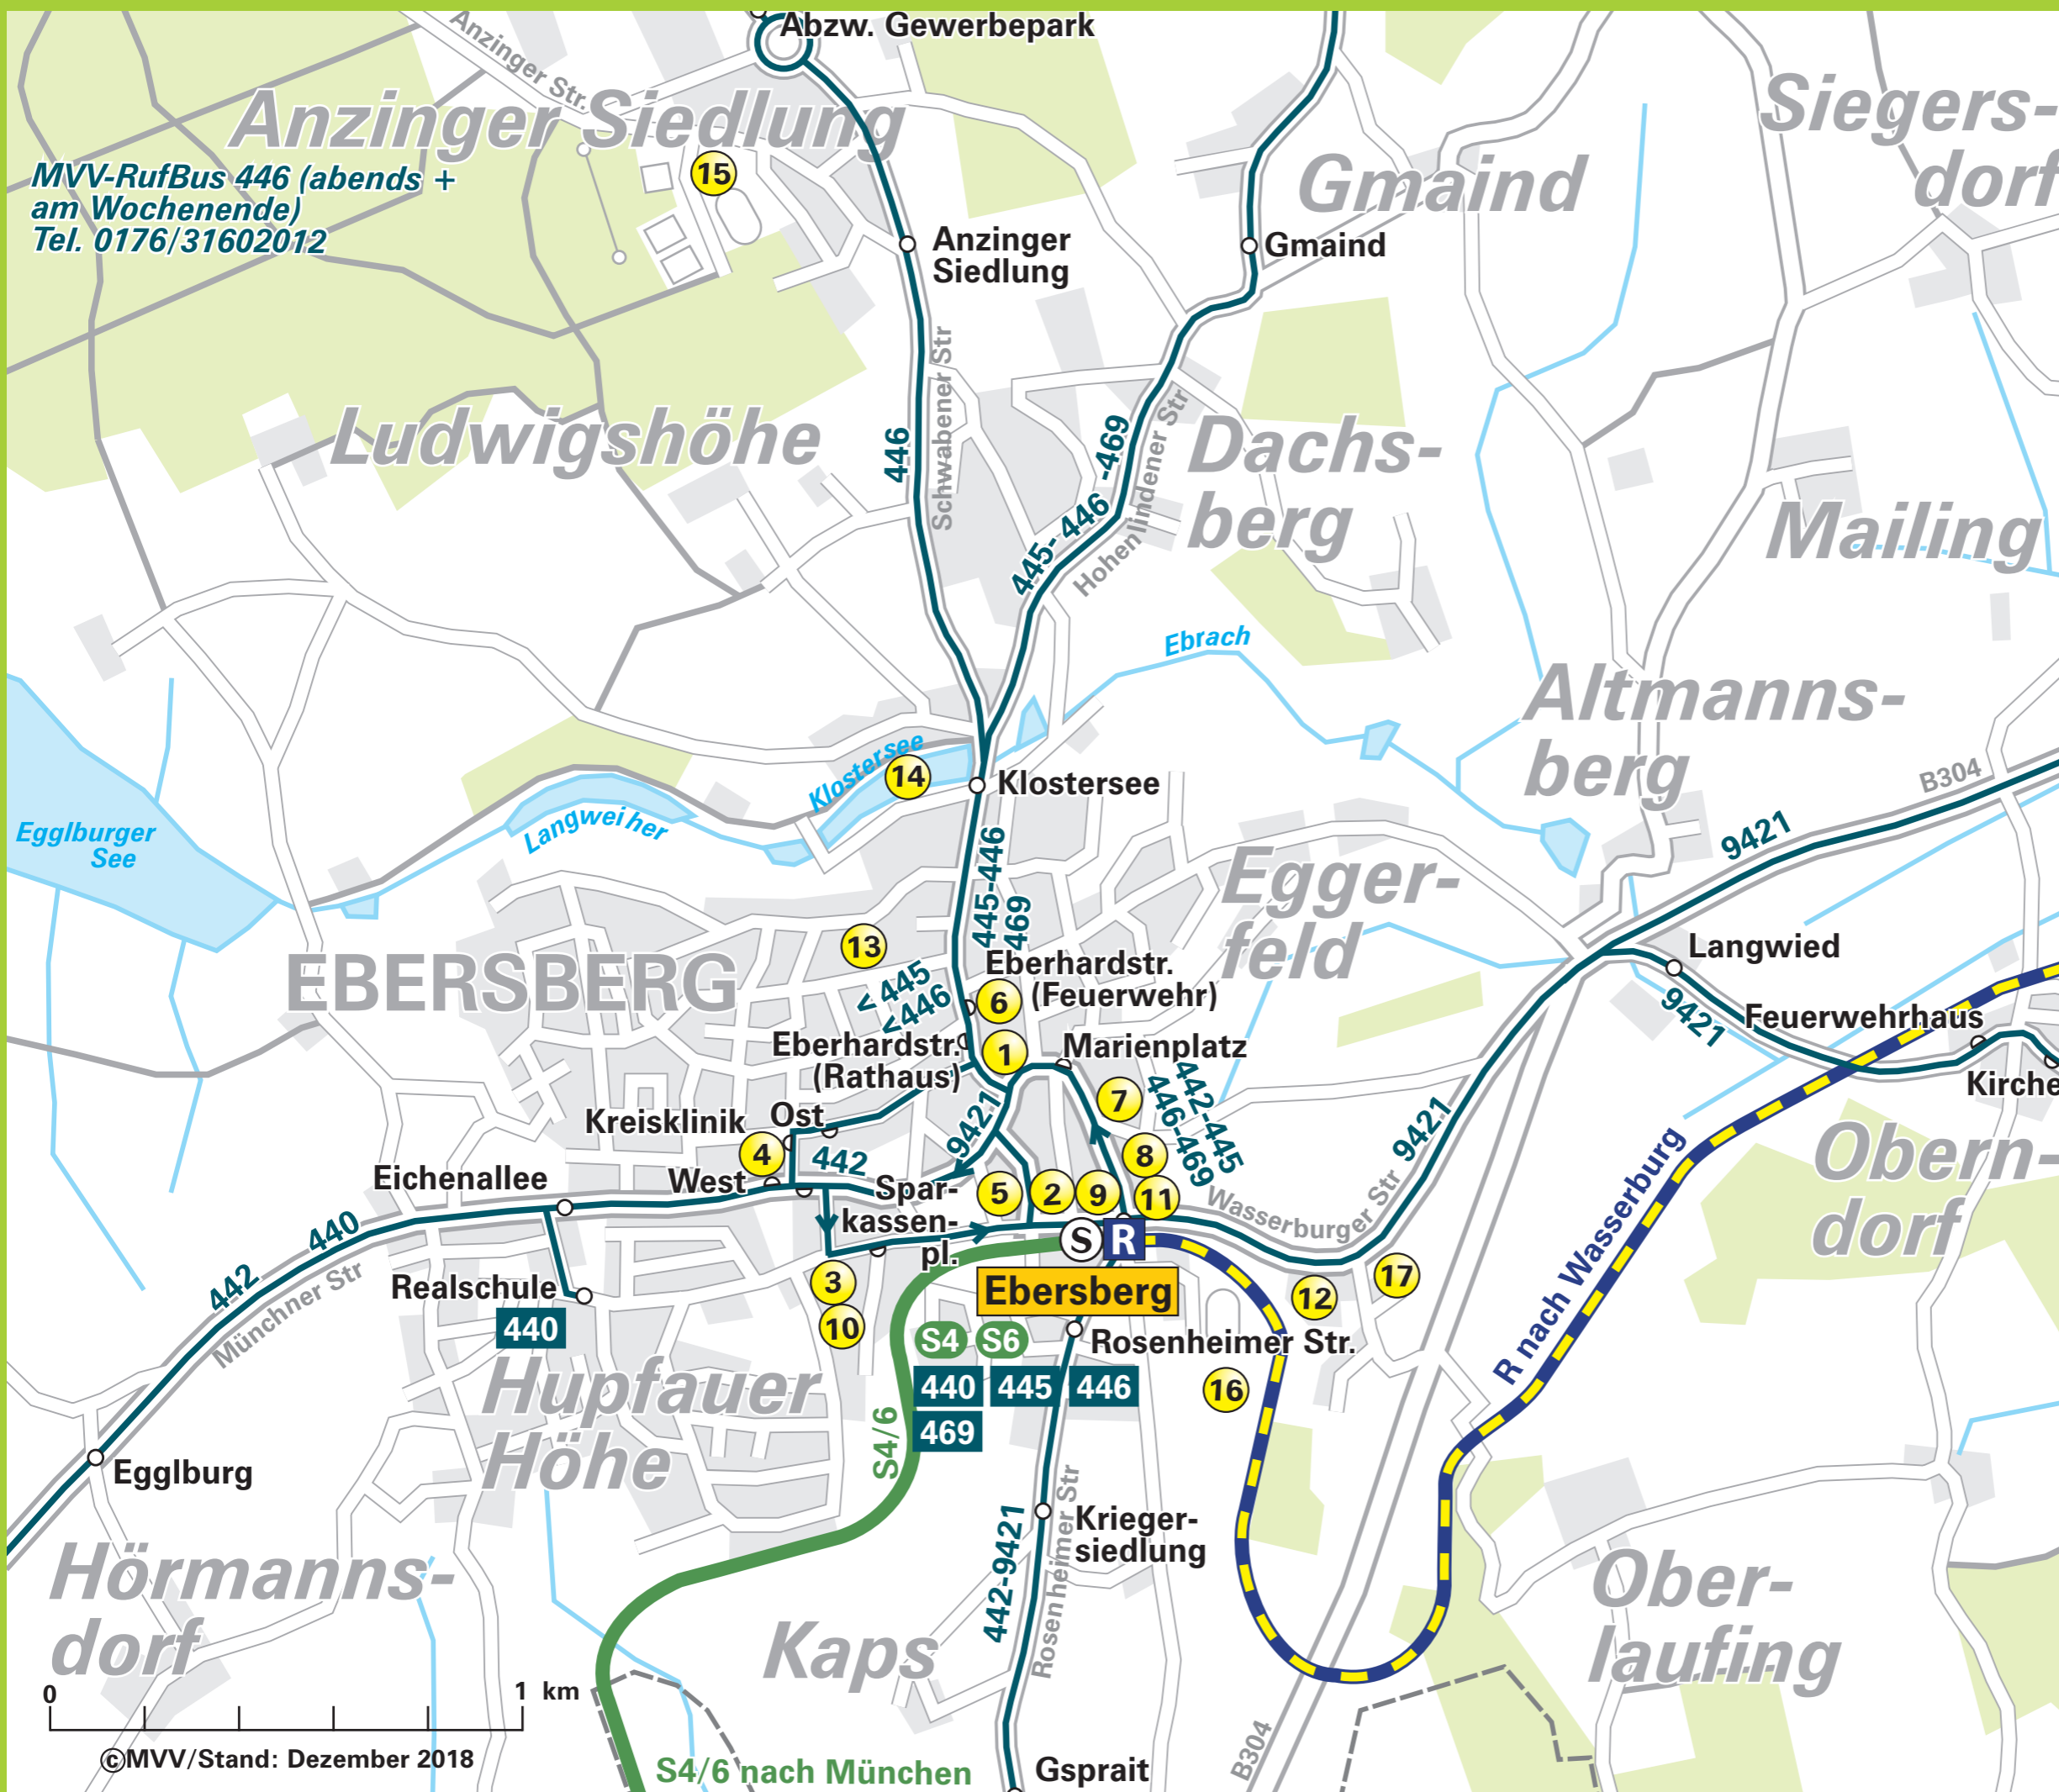 Abzw. Gewerbepark
Anzinger Str.
Anzinger Siedlung
Siegers-
dorf
MVV-RufBus 446 (abends +
am Wochenende)
Tel. 0176/31602012
15
Gmaind
Anzinger
Siedlung
Gmaind
Ludwigshöhe
446
Schwabener Str
445- 446 -469
Hohenlindener Str
Dachs-
berg
Mailing
Ebrach
Altmanns-
berg
Klostersee
14
Klostersee
B304
9421
Langweiher
Egglburger
See
445-446
469
Egger-
feld
13
EBERSBERG
< 445
<446
Eberhardstr.
(Feuerwehr)
6
Langwied
9421
Feuerwehrhaus
Kirche
Eberhardstr.
(Rathaus)
1
Marienplatz
442-445
446-469
7
Kreisklinik
Ost
4
442
9421
8
9421
Obern-
dorf
Eichenallee
West
Spar-
kassen-
pl.
5
2
9
11
Wasserburger Str
440
442
Münchner Str
S
R
R nach Wasserburg
Realschule
440
3
10
Ebersberg
12
17
S4
S6
Rosenheimer Str.
440
445
446
469
16
Hupfauer
Höhe
S4/6
Egglburg
442-9421
Rosenheimer Str
Krieger-
siedlung
Hörmanns-
dorf
Kaps
Ober-
laufing
0
1 km
©MVV/Stand: Dezember 2018
S4/6 nach München
Gsprait
B304